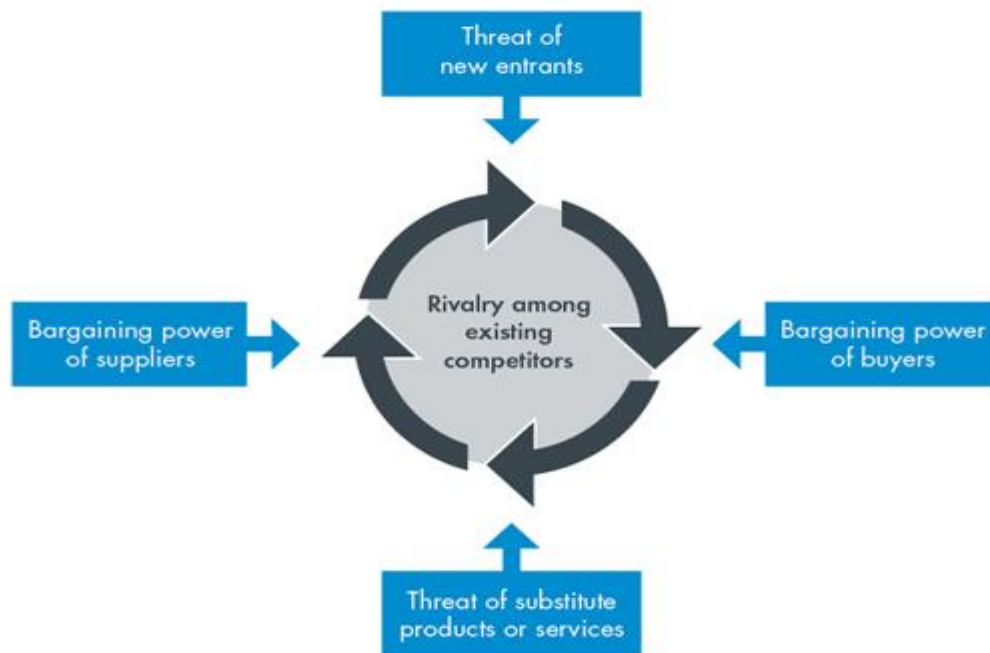 Threat of
new entrants
Bargaining power
of suppliers
Rivalry among
existing
competitors
Bargaining power
of buyers
Threat of substitute
products or services